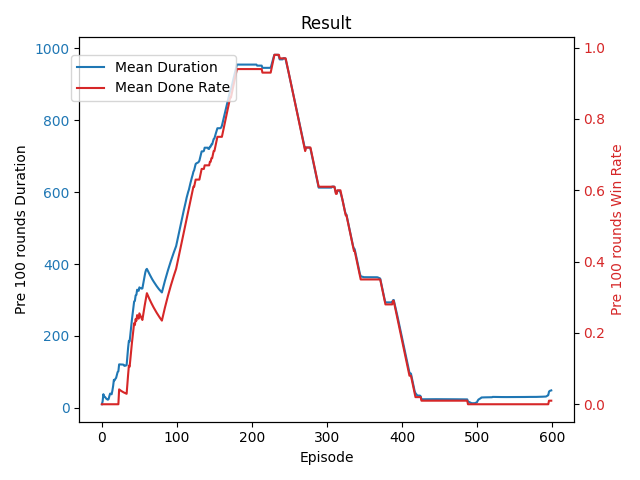 Result
Mean Duration
Mean Done Rate
Pre 100 rounds Duration
1000
800
600
400
200
0
1.0
0.8
0.6
0.4
0.2
0.0
Pre 100 rounds Win Rate
0 100 200 300 400 500 600
Episode